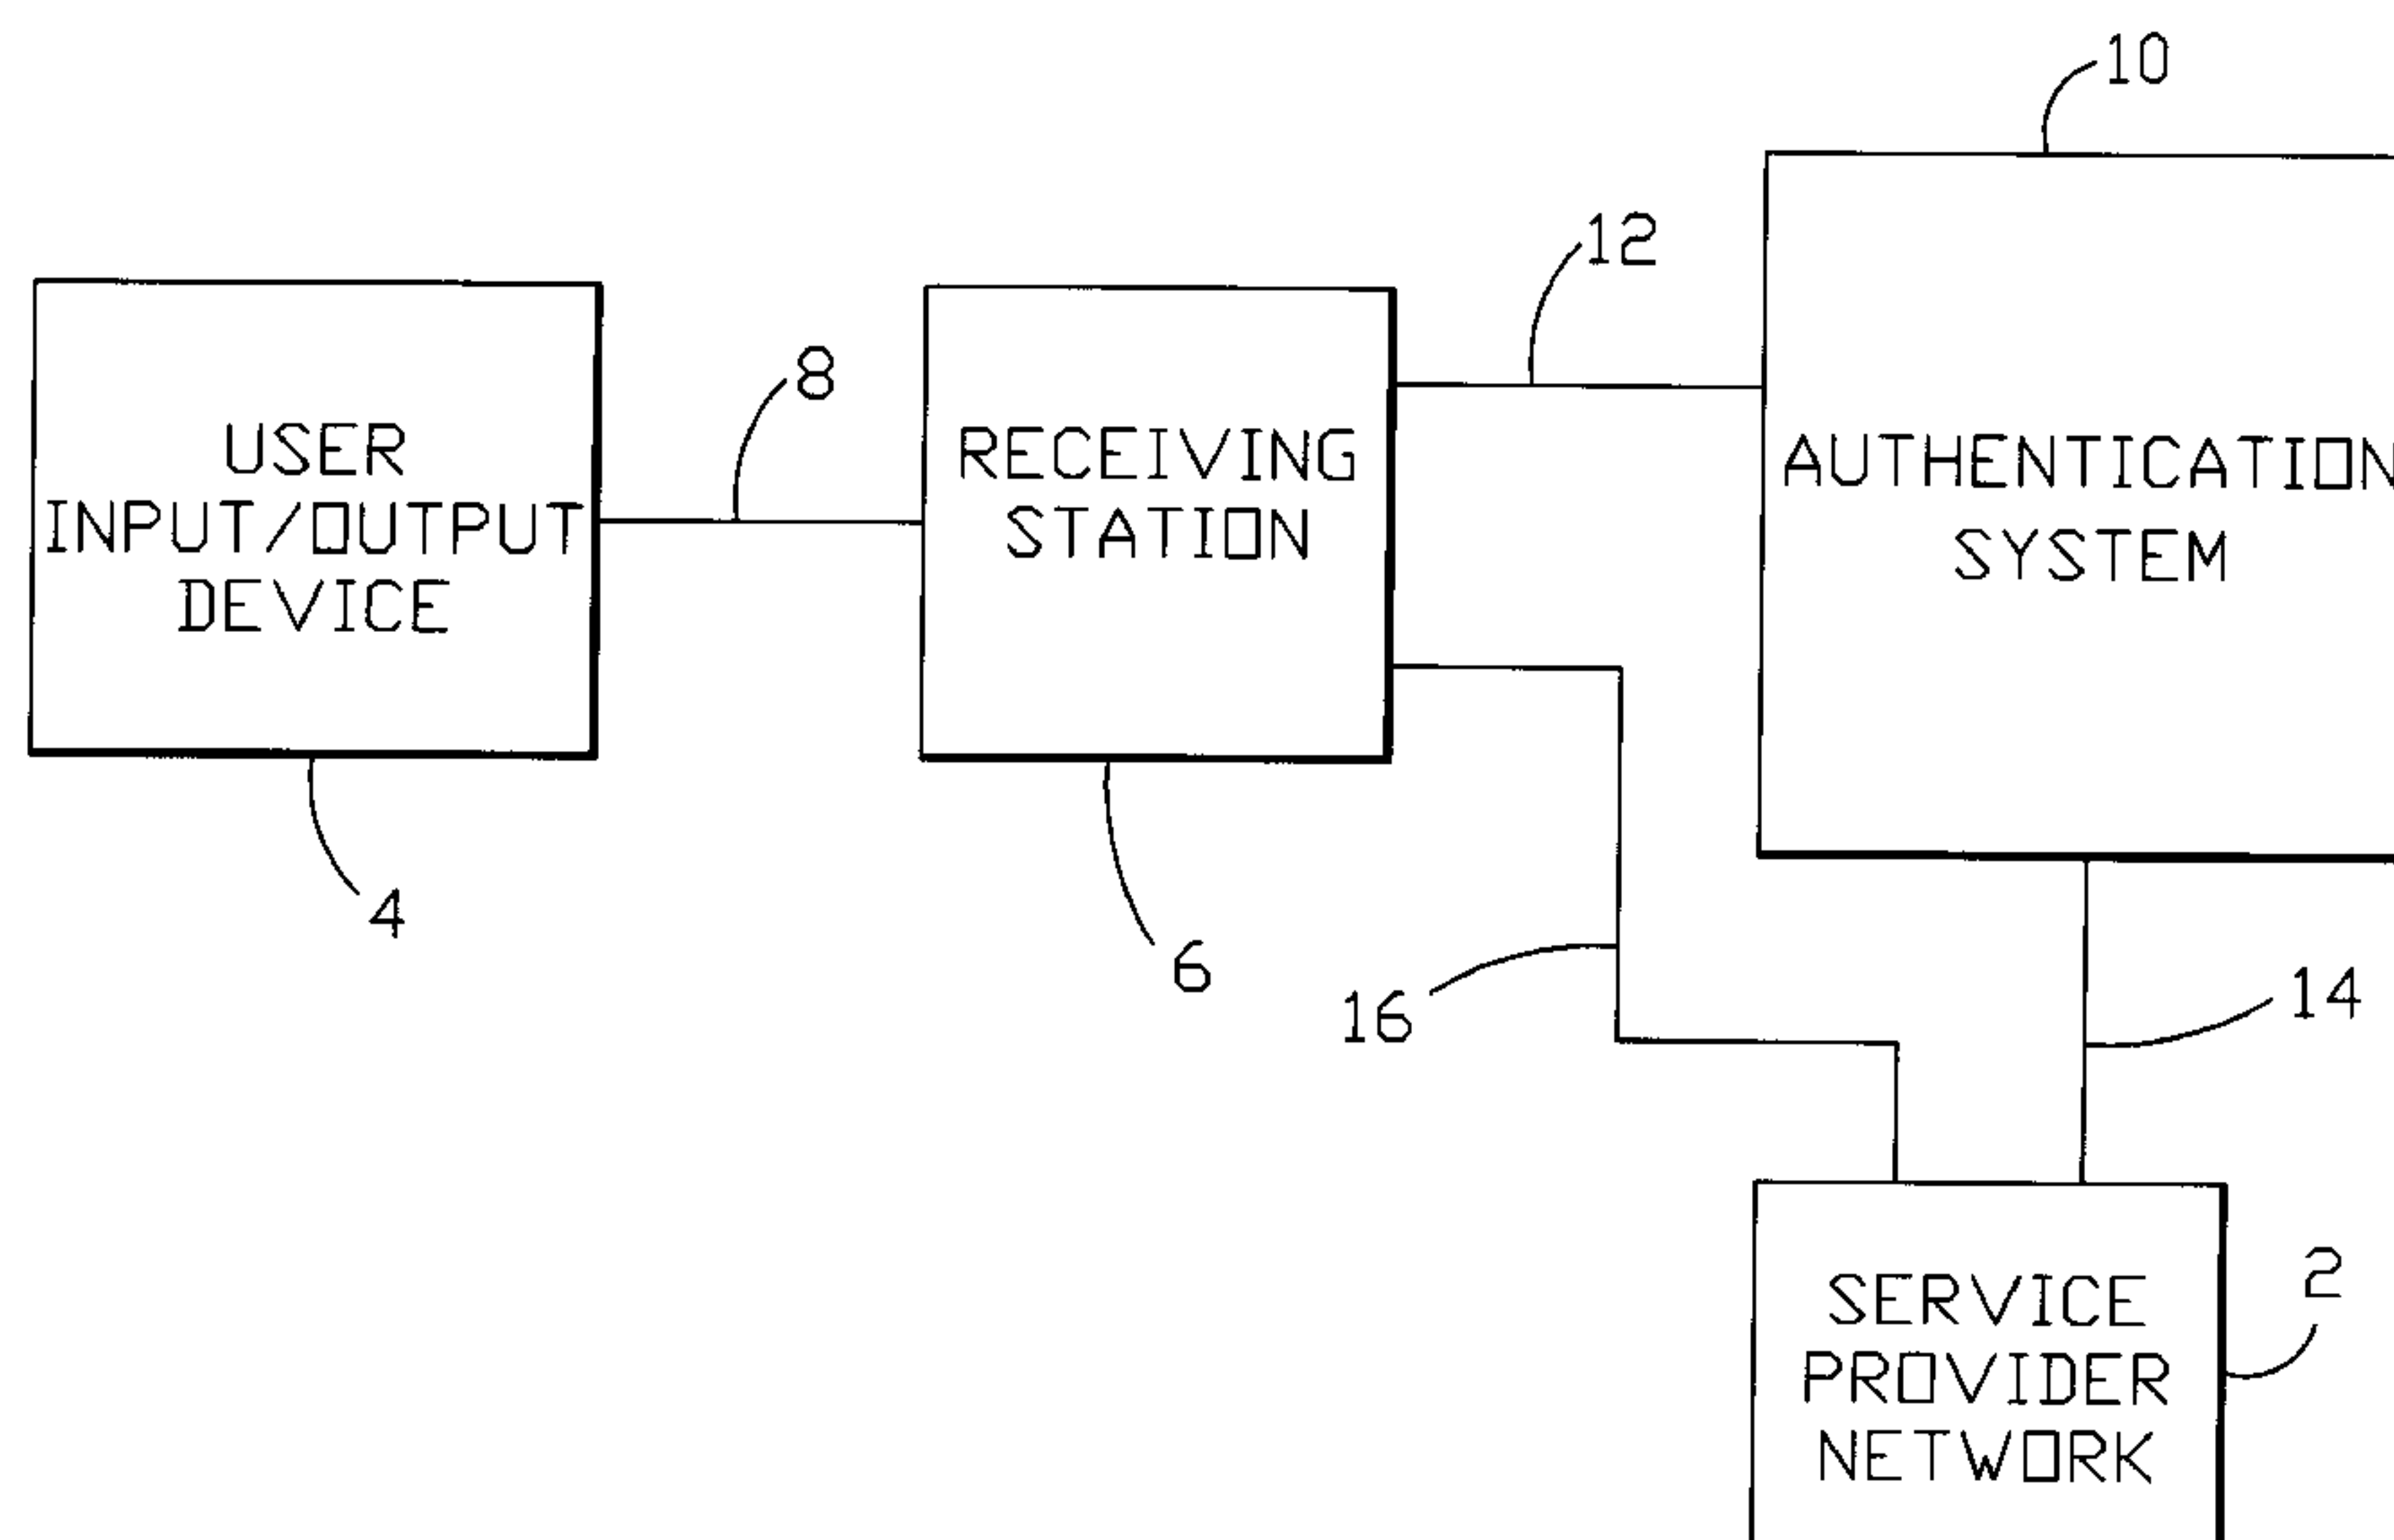 10
12
8
USER
INPUT/OUTPUT
DEVICE
RECEIVING
STATION
AUTHENTICATION
SYSTEM
4
6
16
14
2
SERVICE
PROVIDER
NETWORK